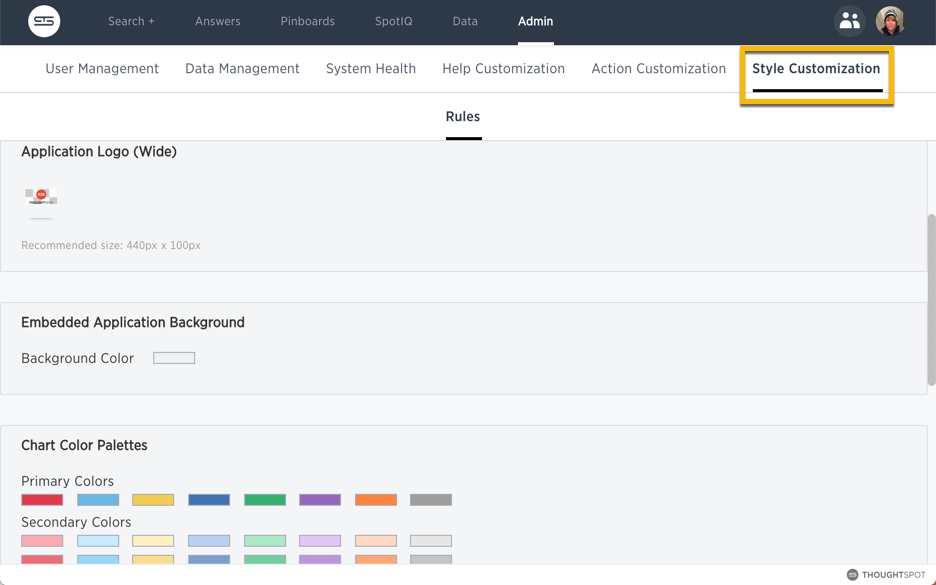 Search + Answers Pinboards SpotIQ Data Admin
User Management Data Management System Health Help Customization Action Customization Style Customization
Rules
Application Logo (Wide)
Recommended size: 440px x 100px
Embedded Application Background
Background Color
Chart Color Palettes
Primary Colors
Secondary Colors
THOUGHTSPOT